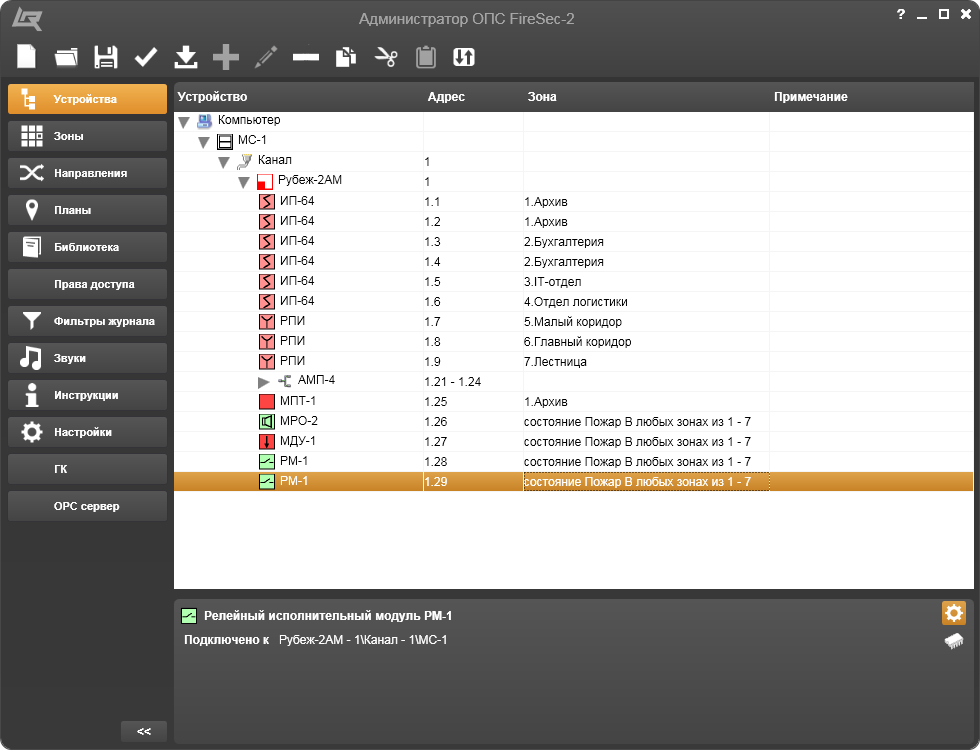 Администратор ОПС FireSec-2
?
Устройства
Зоны
Направления
Планы
Библиотека
Права доступа
Фильтры журнала
Звуки
Инструкции
Настройки
ГК
OPC сервер
<<
Устройство Адрес Зона Примечание
Компьютер
МС-1
Канал 1
Рубеж-2АМ 1
ИП-64 1.1 1.Архив
ИП-64 1.2 1.Архив
ИП-64 1.3 2.Бухгалтерия
ИП-64 1.4 2.Бухгалтерия
ИП-64 1.5 3.IT-отдел
ИП-64 1.6 4.Отдел логистики
РПИ 1.7 5.Малый коридор
РПИ 1.8 6.Главный коридор
РПИ 1.9 7.Лестница
АМП-4 1.21 - 1.24
МПТ-1 1.25 1.Архив
МРО-2 1.26 состояние Пожар В любых зонах из 1 - 7
МДУ-1 1.27 состояние Пожар В любых зонах из 1 - 7
РМ-1 1.28 состояние Пожар В любых зонах из 1 - 7
РМ-1 1.29 состояние Пожар В любых зонах из 1 - 7
Релейный исполнительный модуль РМ-1
Подключено к Рубеж-2АМ - 1\Канал - 1\МС-1